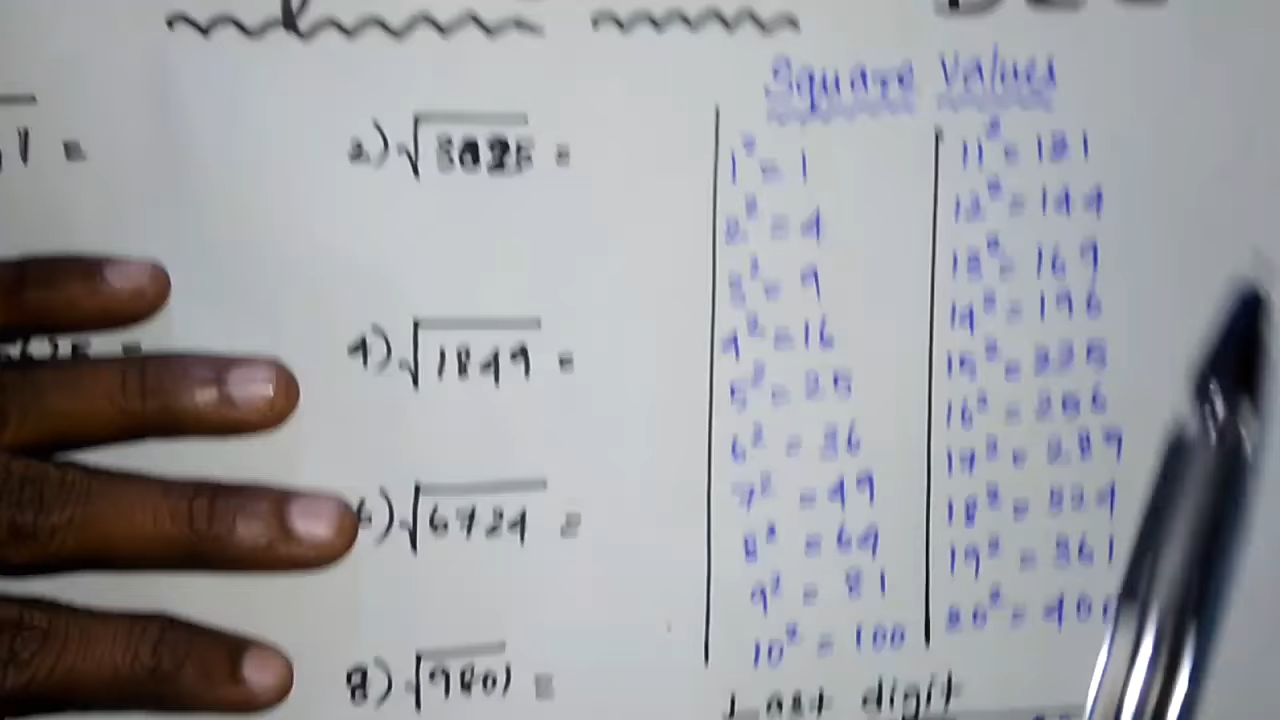 2) √3025 =
4) √1849 =
6) √6724 =
8) √9801 =
Square Values
1² = 1
2² = 4
3² = 9
4² = 16
5² = 25
6² = 36
7² = 49
8² = 64
9² = 81
10² = 100
11² = 121
12² = 144
13² = 169
14² = 196
15² = 225
16² = 256
17² = 289
18² = 324
19² = 361
20² = 400
Last digit